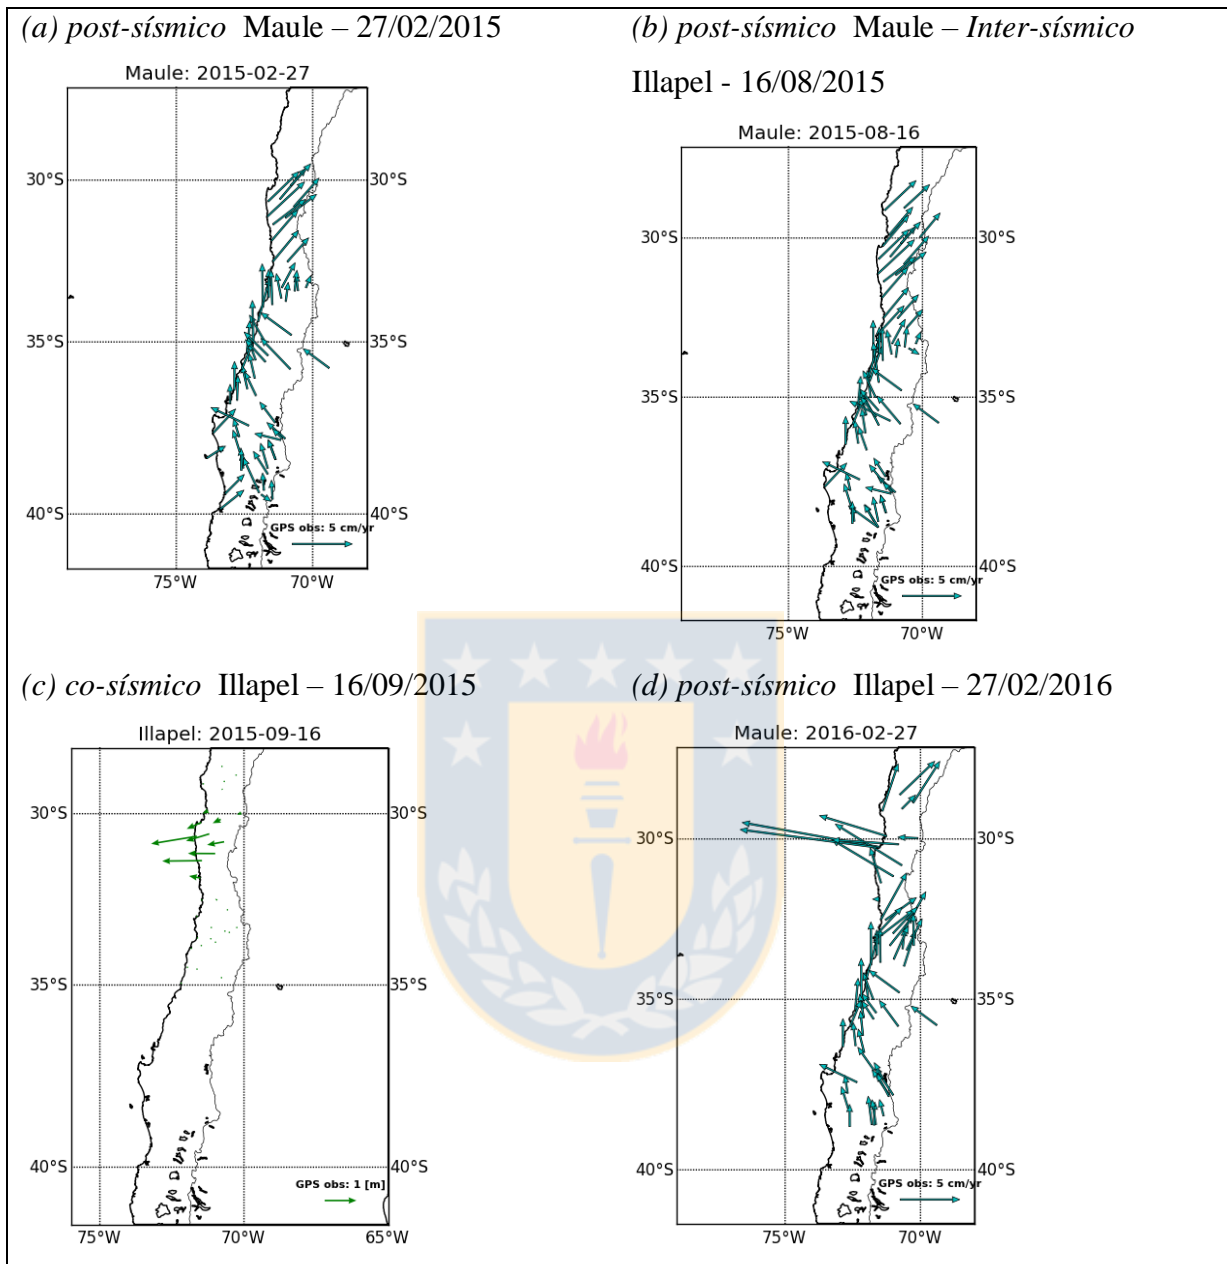 (a) post-sísmico Maule – 27/02/2015
Maule: 2015-02-27
30°S
30°S
35°S
35°S
40°S
40°S
GPS obs: 5 cm/yr
75°W
70°W
(b) post-sísmico Maule – Inter-sísmico
Illapel - 16/08/2015
Maule: 2015-08-16
30°S
30°S
35°S
35°S
40°S
40°S
GPS obs: 5 cm/yr
75°W
70°W
(c) co-sísmico Illapel – 16/09/2015
Illapel: 2015-09-16
30°S
30°S
35°S
35°S
40°S
40°S
GPS obs: 1 [m]
75°W
70°W
65°W
(d) post-sísmico Illapel – 27/02/2016
Maule: 2016-02-27
30°S
30°S
35°S
35°S
40°S
40°S
GPS obs: 5 cm/yr
75°W
70°W